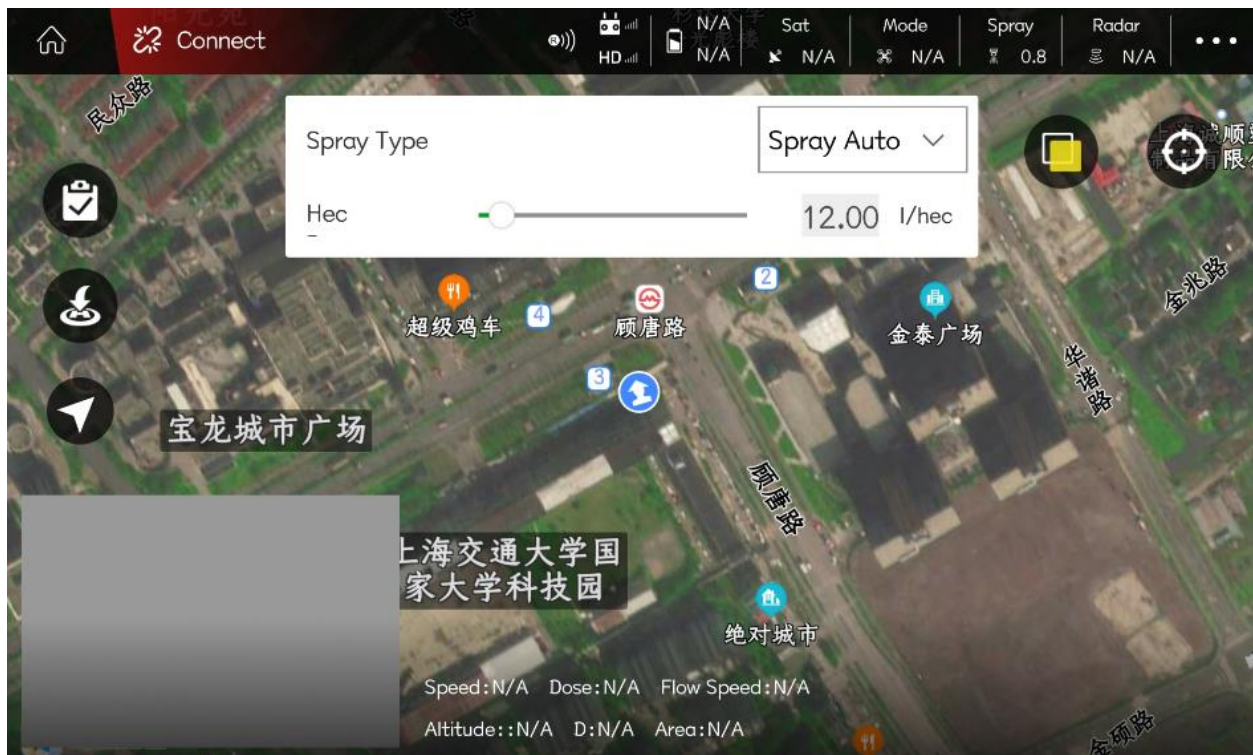 Connect
HD
N/A
N/A
Sat
N/A
Mode
N/A
Spray
0.8
Radar
N/A
民众路
Spray Type
Spray Auto
Hec
12.00 l/hec
金兆路
2
4
超级鸡车
顾唐路
金泰广场
华谐路
3
宝龙城市广场
顾唐路
上海交通大学国
家大学科技园
绝对城市
Speed:N/A Dose:N/A Flow Speed:N/A
Altitude::N/A D:N/A Area:N/A
金硕路